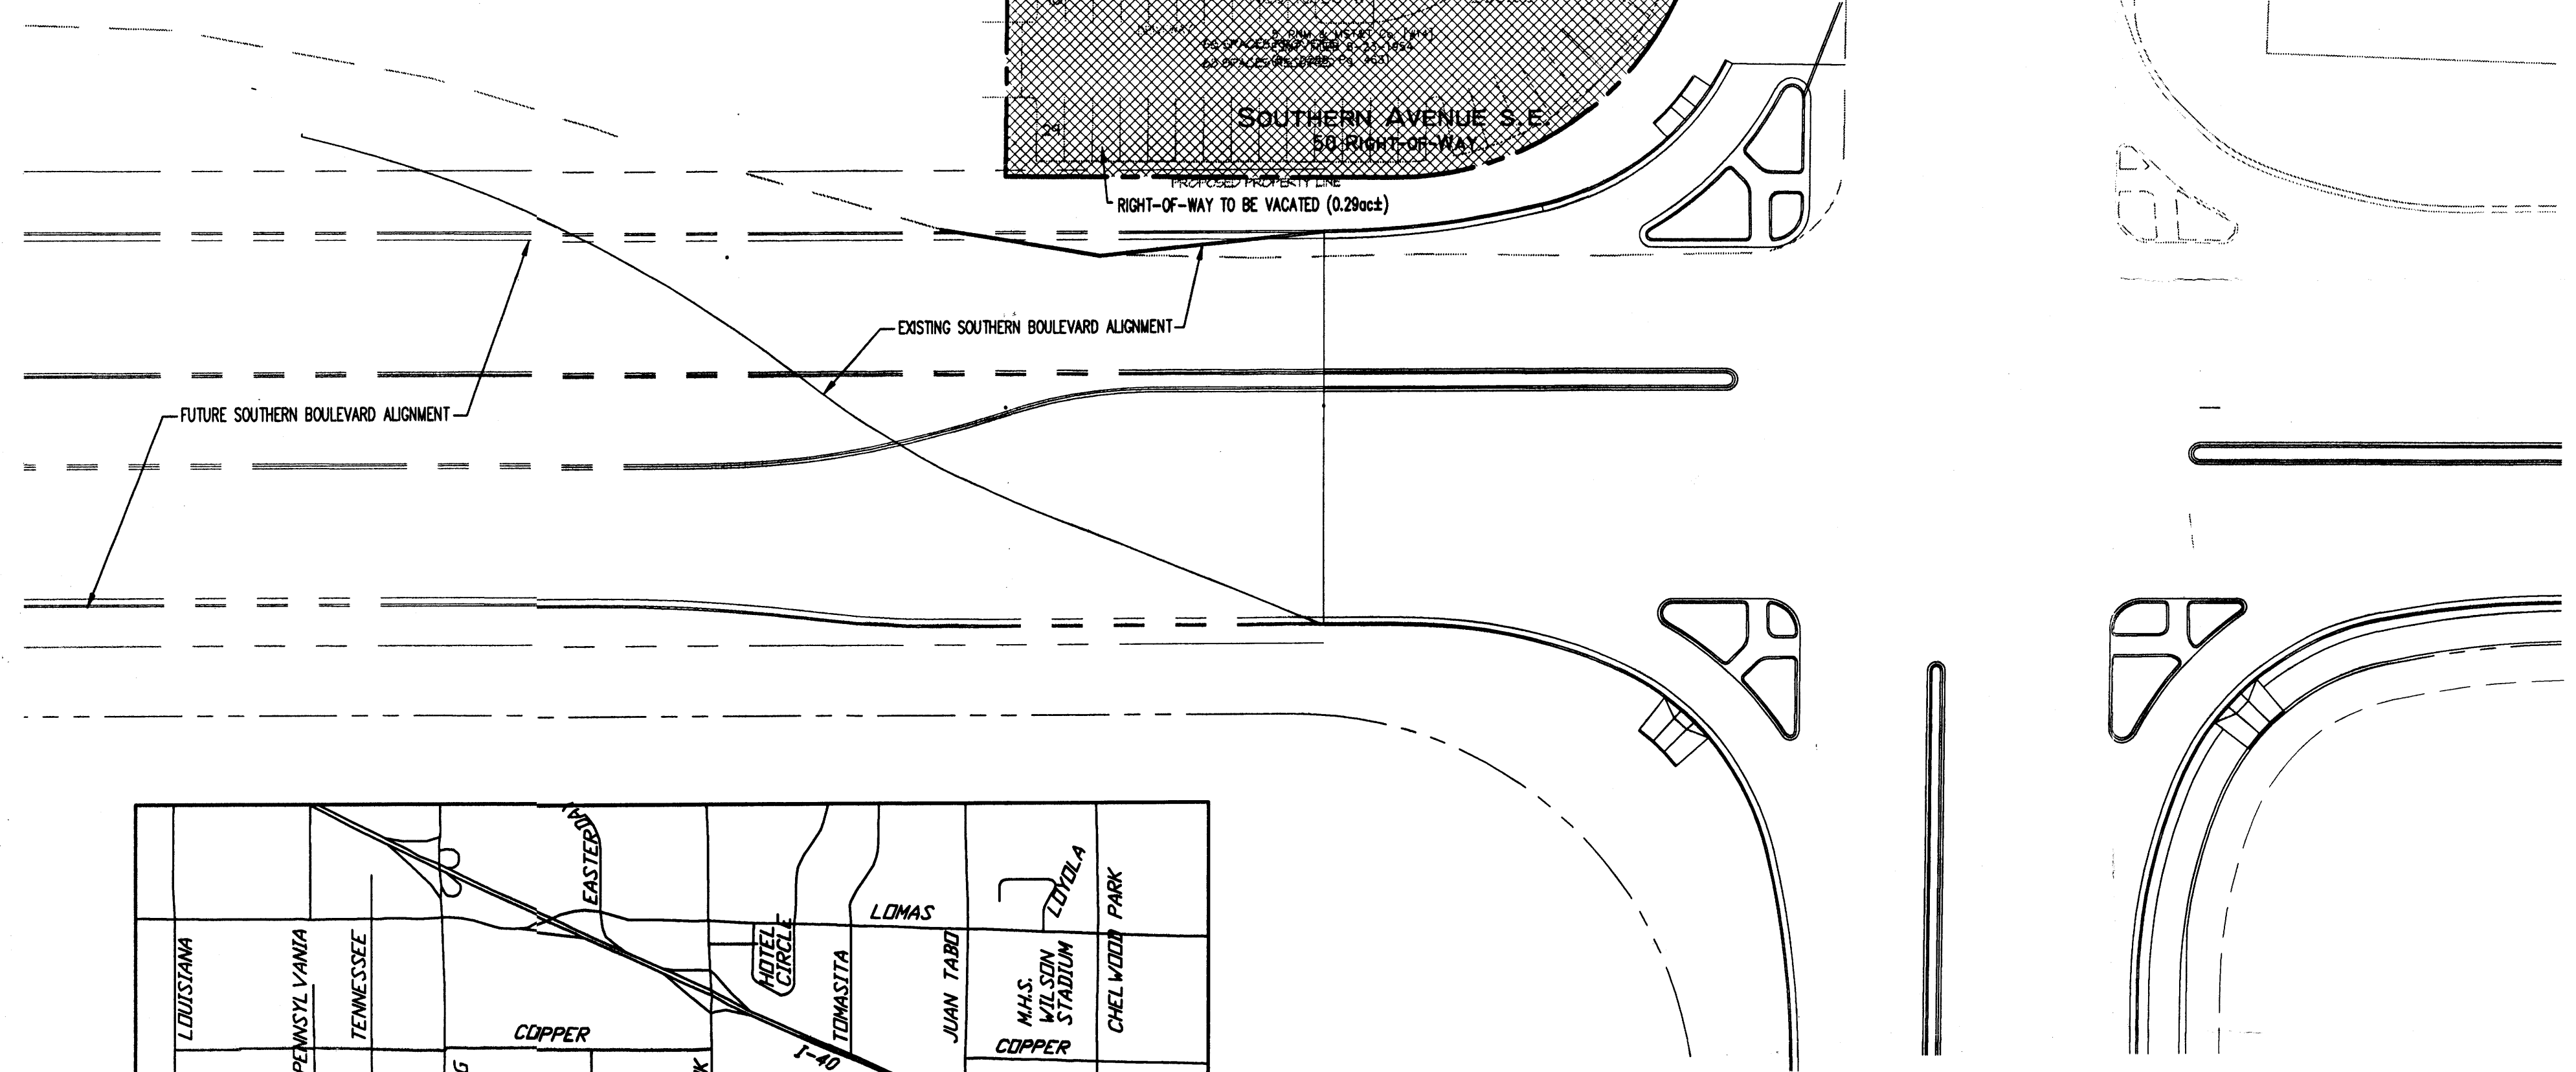 SOUTHERN AVENUE S.E.
50 RIGHT-OF-WAY
29
PROPOSED PROPERTY LINE
RIGHT-OF-WAY TO BE VACATED (0.29ac±)
EXISTING SOUTHERN BOULEVARD ALIGNMENT
FUTURE SOUTHERN BOULEVARD ALIGNMENT
LOUISIANA
PENNSYLVANIA
TENNESSEE
EASTERDAY
HOTEL
CIRCLE
LOMAS
TOMASITA
JUAN TABO
LOYOLA
M.H.S.
WILSON
STADIUM
CHELWOOD PARK
COPPER
I-40
COPPER